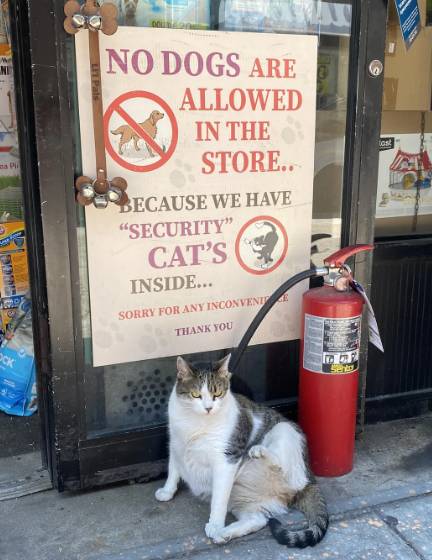 NO DOGS ARE
ALLOWED
IN THE
STORE..
BECAUSE WE HAVE
"SECURITY"
CAT'S
INSIDE...
SORRY FOR ANY INCONVENIENCE
THANK YOU
Sentry